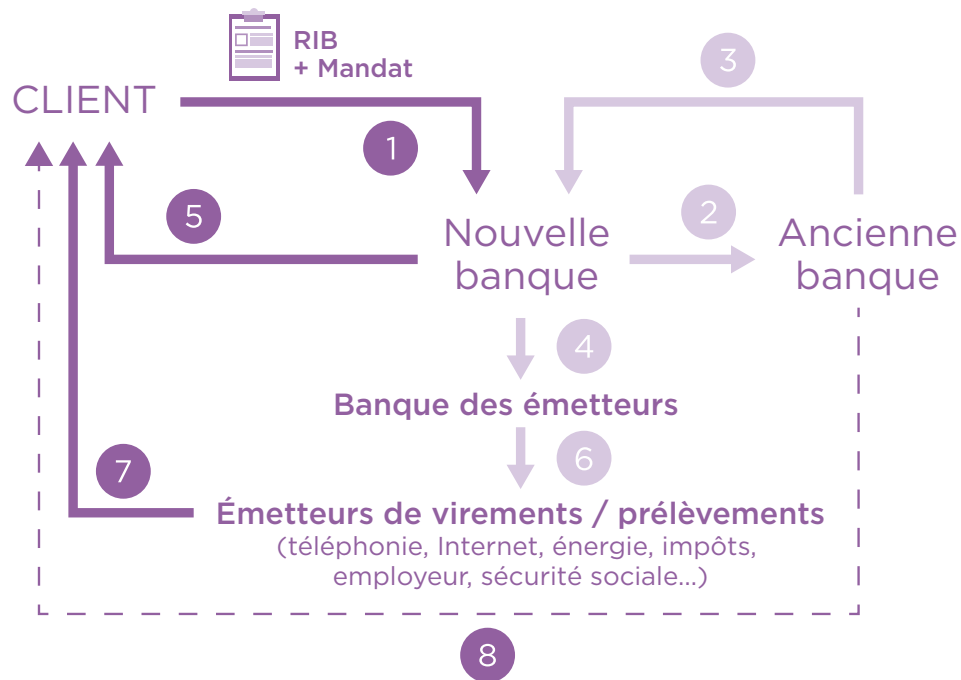 RIB
+ Mandat
3
CLIENT
1
5
2
Nouvelle
banque
Ancienne
banque
4
Banque des émetteurs
6
7
Émetteurs de virements / prélèvements
(téléphonie, Internet, énergie, impôts,
employeur, sécurité sociale...)
8